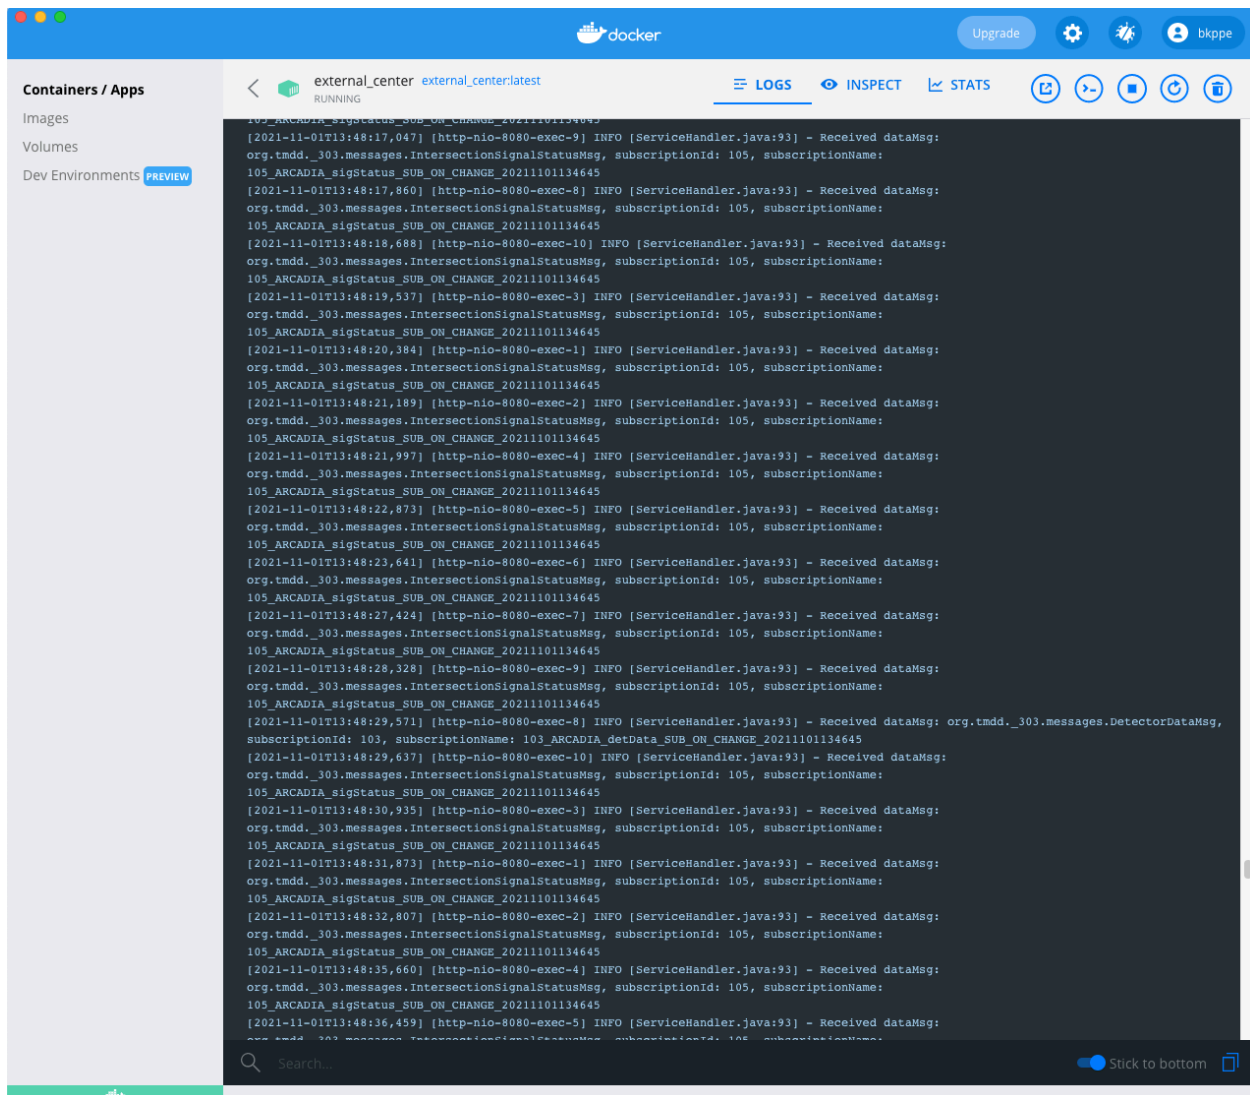 docker
Upgrade
bkppe
Containers / Apps
Images
Volumes
Dev Environments PREVIEW
external_center external_center:latest
RUNNING
LOGS
INSPECT
STATS
105_ARCADIA_sigStatus_SUB_ON_CHANGE_20211101134645
[2021-11-01T13:48:17,047] [http-nio-8080-exec-9] INFO [ServiceHandler.java:93] - Received dataMsg:
org.tmdd._303.messages.IntersectionSignalStatusMsg, subscriptionId: 105, subscriptionName:
105_ARCADIA_sigStatus_SUB_ON_CHANGE_20211101134645
[2021-11-01T13:48:17,860] [http-nio-8080-exec-8] INFO [ServiceHandler.java:93] - Received dataMsg:
org.tmdd._303.messages.IntersectionSignalStatusMsg, subscriptionId: 105, subscriptionName:
105_ARCADIA_sigStatus_SUB_ON_CHANGE_20211101134645
[2021-11-01T13:48:18,688] [http-nio-8080-exec-10] INFO [ServiceHandler.java:93] - Received dataMsg:
org.tmdd._303.messages.IntersectionSignalStatusMsg, subscriptionId: 105, subscriptionName:
105_ARCADIA_sigStatus_SUB_ON_CHANGE_20211101134645
[2021-11-01T13:48:19,537] [http-nio-8080-exec-3] INFO [ServiceHandler.java:93] - Received dataMsg:
org.tmdd._303.messages.IntersectionSignalStatusMsg, subscriptionId: 105, subscriptionName:
105_ARCADIA_sigStatus_SUB_ON_CHANGE_20211101134645
[2021-11-01T13:48:20,384] [http-nio-8080-exec-1] INFO [ServiceHandler.java:93] - Received dataMsg:
org.tmdd._303.messages.IntersectionSignalStatusMsg, subscriptionId: 105, subscriptionName:
105_ARCADIA_sigStatus_SUB_ON_CHANGE_20211101134645
[2021-11-01T13:48:21,189] [http-nio-8080-exec-2] INFO [ServiceHandler.java:93] - Received dataMsg:
org.tmdd._303.messages.IntersectionSignalStatusMsg, subscriptionId: 105, subscriptionName:
105_ARCADIA_sigStatus_SUB_ON_CHANGE_20211101134645
[2021-11-01T13:48:21,997] [http-nio-8080-exec-4] INFO [ServiceHandler.java:93] - Received dataMsg:
org.tmdd._303.messages.IntersectionSignalStatusMsg, subscriptionId: 105, subscriptionName:
105_ARCADIA_sigStatus_SUB_ON_CHANGE_20211101134645
[2021-11-01T13:48:22,873] [http-nio-8080-exec-5] INFO [ServiceHandler.java:93] - Received dataMsg:
org.tmdd._303.messages.IntersectionSignalStatusMsg, subscriptionId: 105, subscriptionName:
105_ARCADIA_sigStatus_SUB_ON_CHANGE_20211101134645
[2021-11-01T13:48:23,641] [http-nio-8080-exec-6] INFO [ServiceHandler.java:93] - Received dataMsg:
org.tmdd._303.messages.IntersectionSignalStatusMsg, subscriptionId: 105, subscriptionName:
105_ARCADIA_sigStatus_SUB_ON_CHANGE_20211101134645
[2021-11-01T13:48:27,424] [http-nio-8080-exec-7] INFO [ServiceHandler.java:93] - Received dataMsg:
org.tmdd._303.messages.IntersectionSignalStatusMsg, subscriptionId: 105, subscriptionName:
105_ARCADIA_sigStatus_SUB_ON_CHANGE_20211101134645
[2021-11-01T13:48:28,328] [http-nio-8080-exec-9] INFO [ServiceHandler.java:93] - Received dataMsg:
org.tmdd._303.messages.IntersectionSignalStatusMsg, subscriptionId: 105, subscriptionName:
105_ARCADIA_sigStatus_SUB_ON_CHANGE_20211101134645
[2021-11-01T13:48:29,571] [http-nio-8080-exec-8] INFO [ServiceHandler.java:93] - Received dataMsg: org.tmdd._303.messages.DetectorDataMsg,
subscriptionId: 103, subscriptionName: 103_ARCADIA_detData_SUB_ON_CHANGE_20211101134645
[2021-11-01T13:48:29,637] [http-nio-8080-exec-10] INFO [ServiceHandler.java:93] - Received dataMsg:
org.tmdd._303.messages.IntersectionSignalStatusMsg, subscriptionId: 105, subscriptionName:
105_ARCADIA_sigStatus_SUB_ON_CHANGE_20211101134645
[2021-11-01T13:48:30,935] [http-nio-8080-exec-3] INFO [ServiceHandler.java:93] - Received dataMsg:
org.tmdd._303.messages.IntersectionSignalStatusMsg, subscriptionId: 105, subscriptionName:
105_ARCADIA_sigStatus_SUB_ON_CHANGE_20211101134645
[2021-11-01T13:48:31,873] [http-nio-8080-exec-1] INFO [ServiceHandler.java:93] - Received dataMsg:
org.tmdd._303.messages.IntersectionSignalStatusMsg, subscriptionId: 105, subscriptionName:
105_ARCADIA_sigStatus_SUB_ON_CHANGE_20211101134645
[2021-11-01T13:48:32,807] [http-nio-8080-exec-2] INFO [ServiceHandler.java:93] - Received dataMsg:
org.tmdd._303.messages.IntersectionSignalStatusMsg, subscriptionId: 105, subscriptionName:
105_ARCADIA_sigStatus_SUB_ON_CHANGE_20211101134645
[2021-11-01T13:48:35,660] [http-nio-8080-exec-4] INFO [ServiceHandler.java:93] - Received dataMsg:
org.tmdd._303.messages.IntersectionSignalStatusMsg, subscriptionId: 105, subscriptionName:
105_ARCADIA_sigStatus_SUB_ON_CHANGE_20211101134645
[2021-11-01T13:48:36,459] [http-nio-8080-exec-5] INFO [ServiceHandler.java:93] - Received dataMsg:
org.tmdd._303.messages.IntersectionSignalStatusMsg, subscriptionId: 105, subscriptionName:
Search...
Stick to bottom